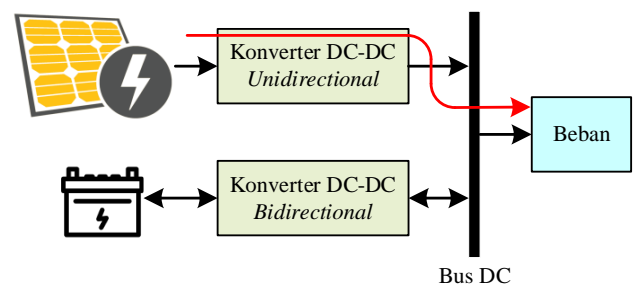 Konverter DC-DC
Unidirectional
Beban
Konverter DC-DC
Bidirectional
Bus DC